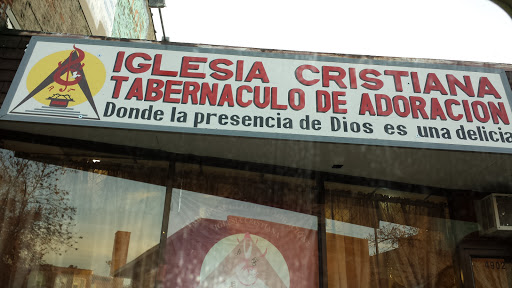 IGLESIA CRISTIANA
TABERNACULO DE ADORACION
Donde la presencia de Dios es una delicia